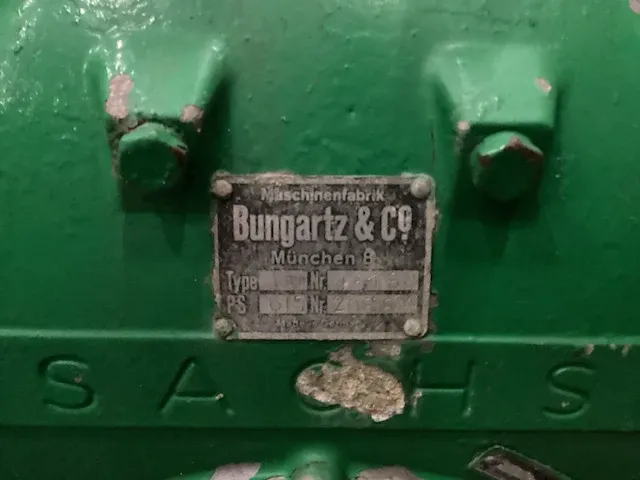 Maschinenfabrik
Bungartz & Co.
München 8
Type Nr.
PS Nr.
SACHS